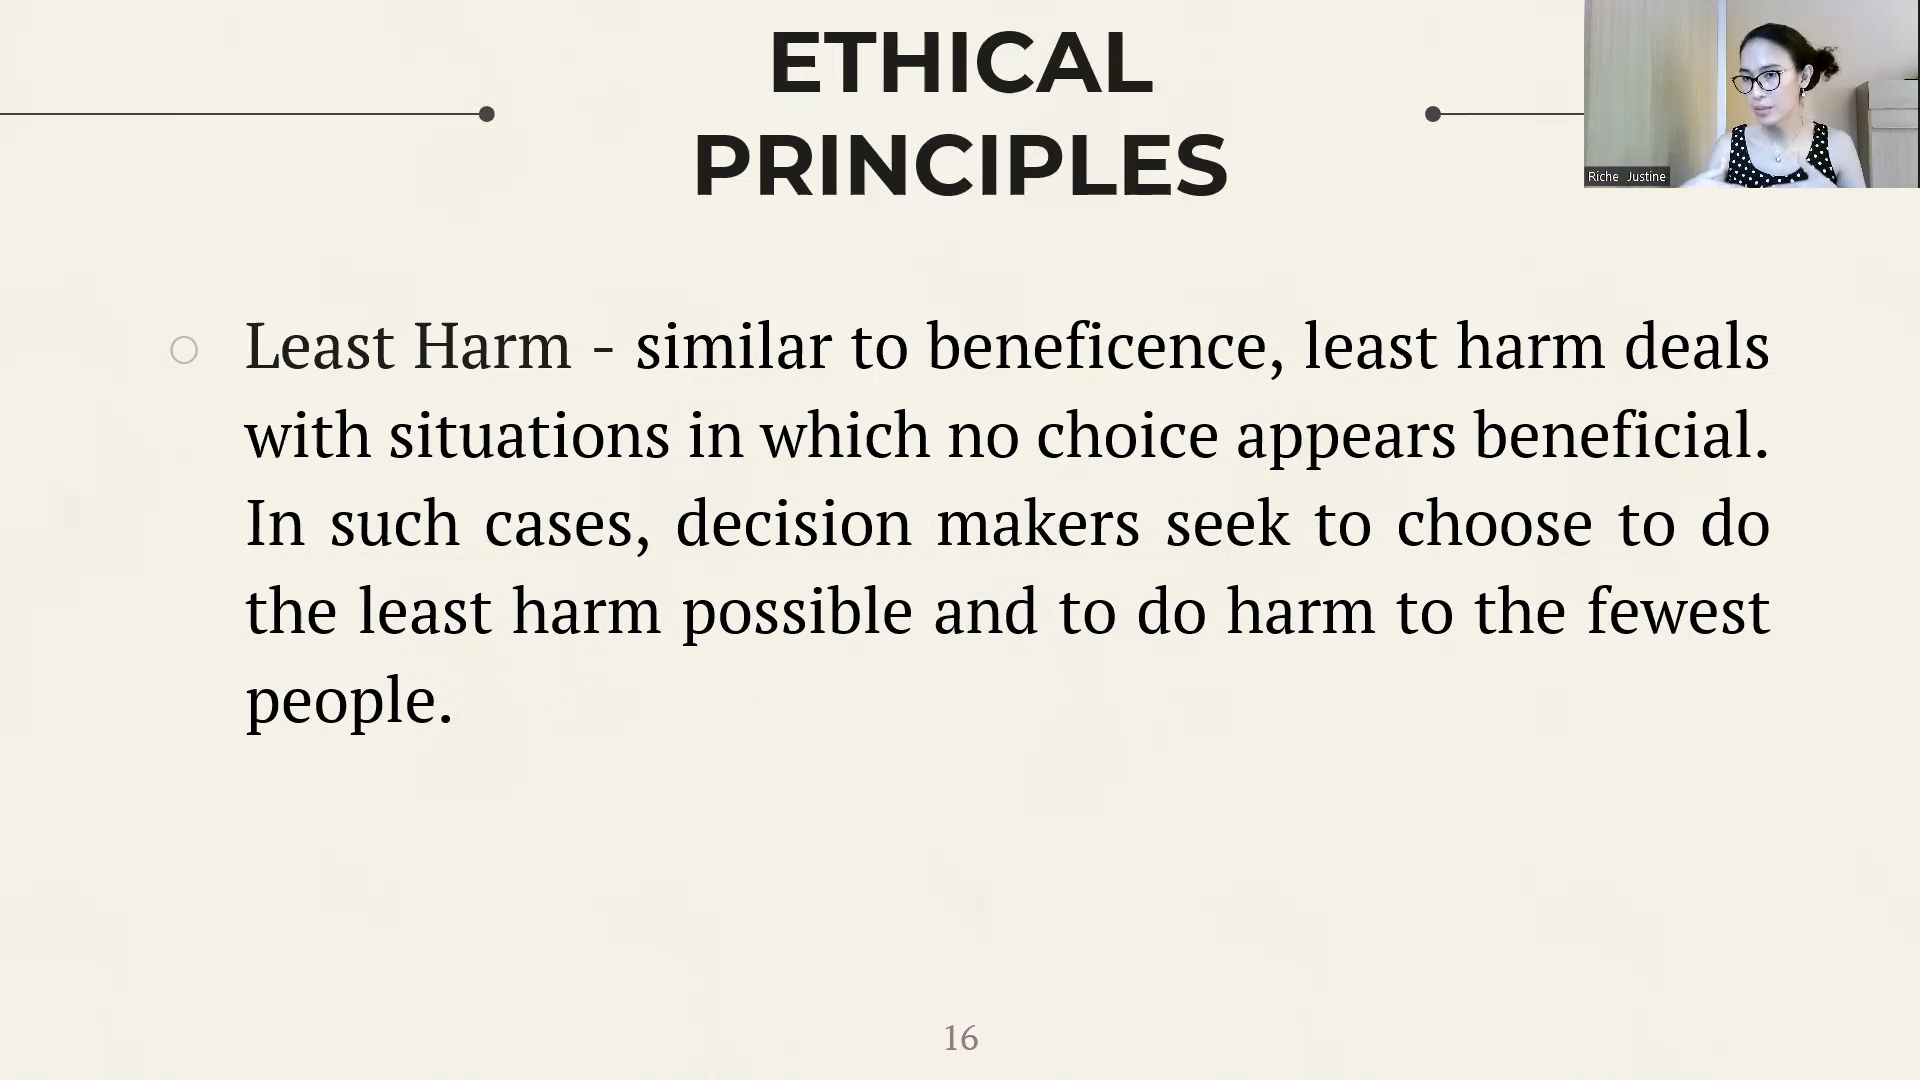 ETHICAL
PRINCIPLES
Riche Justine
Least Harm - similar to beneficence, least harm deals
with situations in which no choice appears beneficial.
In such cases, decision makers seek to choose to do
the least harm possible and to do harm to the fewest
people.
16